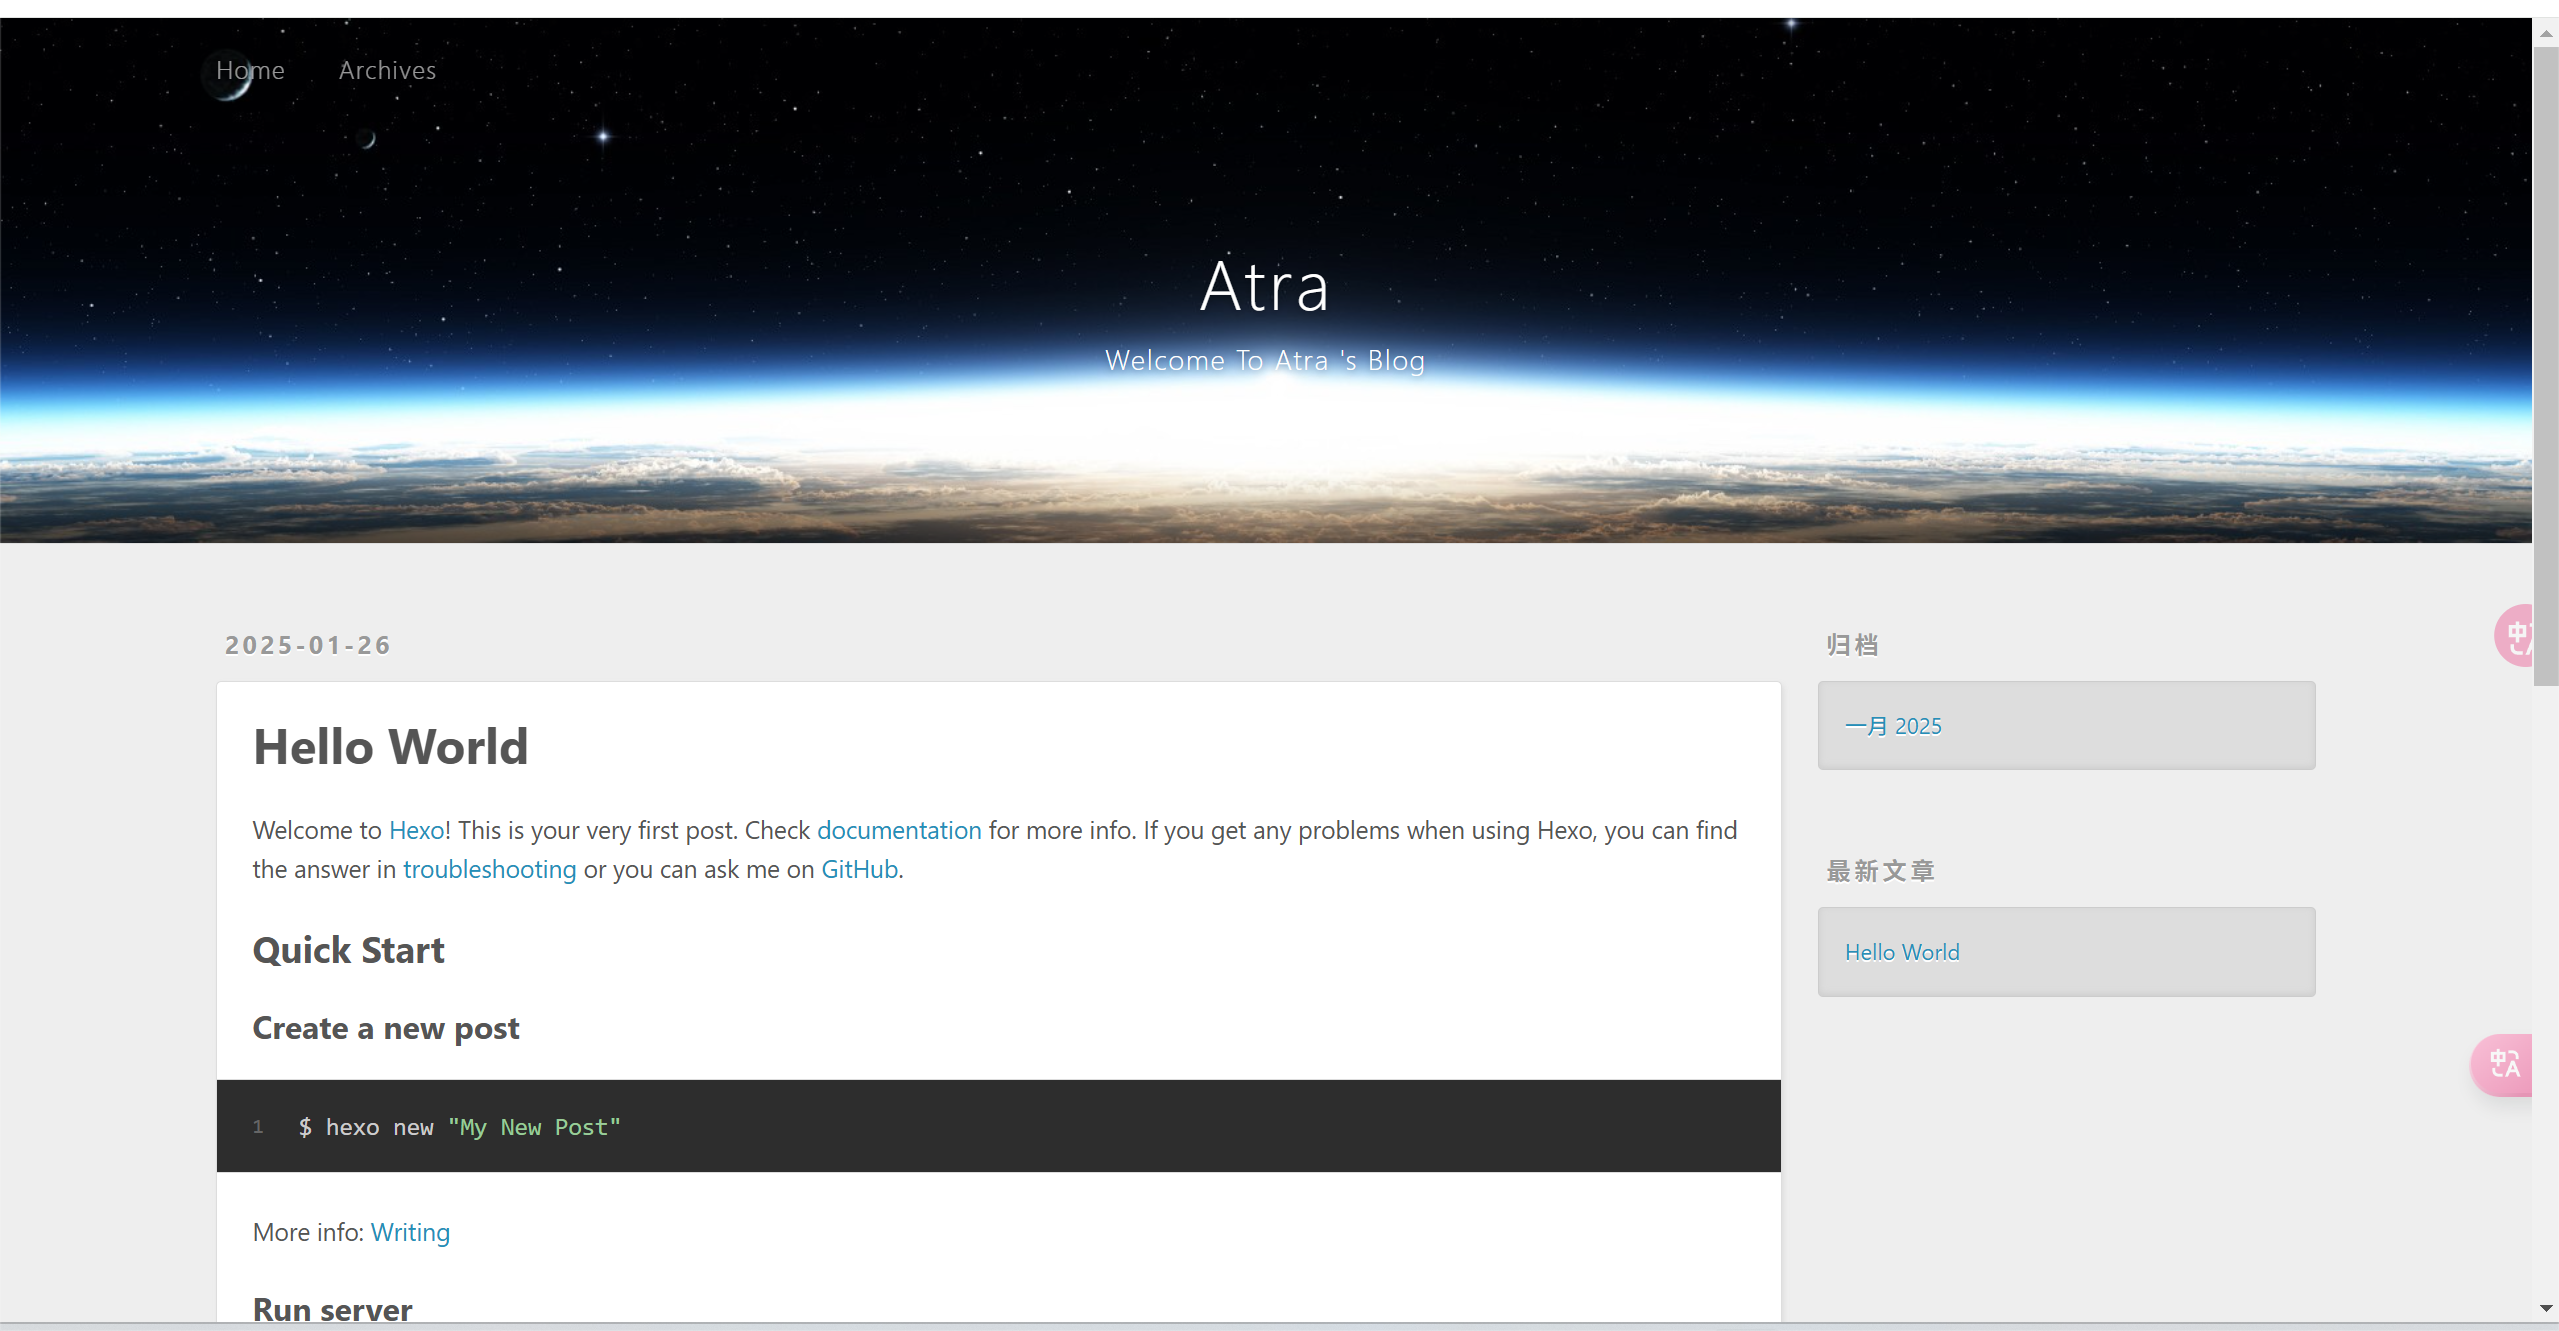 Home Archives
Atra
Welcome To Atra 's Blog
2025-01-26
Hello World
Welcome to Hexo! This is your very first post. Check documentation for more info. If you get any problems when using Hexo, you can find
the answer in troubleshooting or you can ask me on GitHub.
Quick Start
Create a new post
1 $ hexo new "My New Post"
More info: Writing
Run server
归档
一月 2025
最新文章
Hello World
中
中A